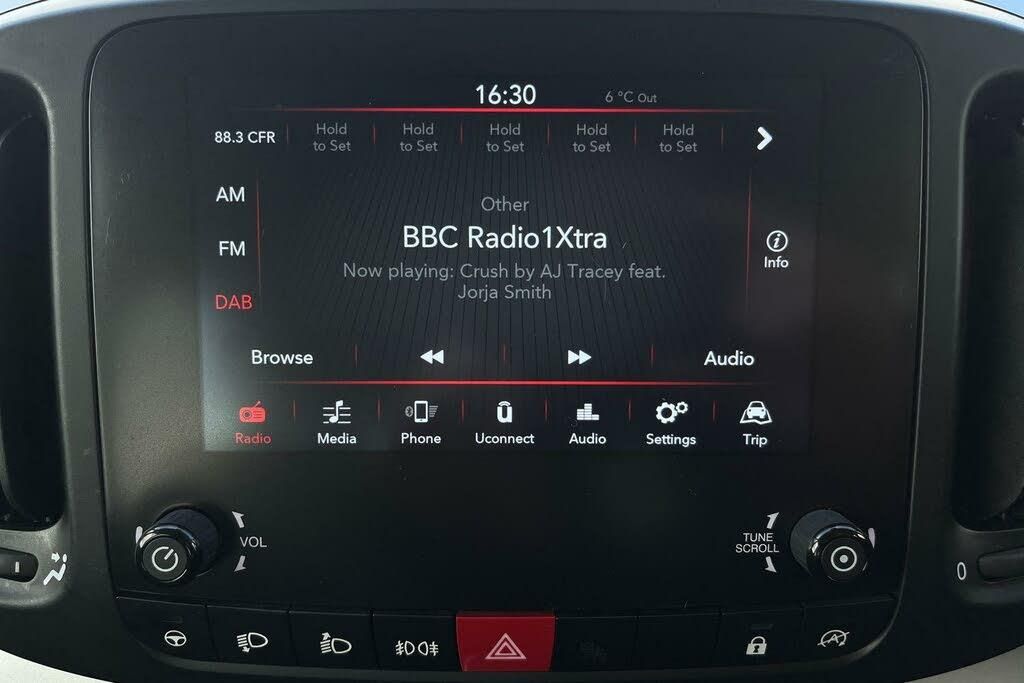 16:30
6 °C Out
88.3 CFR
Hold to Set
Hold to Set
Hold to Set
Hold to Set
Hold to Set
AM
FM
DAB
Other
BBC Radio1Xtra
Now playing: Crush by AJ Tracey feat.
Jorja Smith
Info
Browse
Audio
Radio
Media
Phone
Uconnect
Audio
Settings
Trip
VOL
TUNE
SCROLL
0